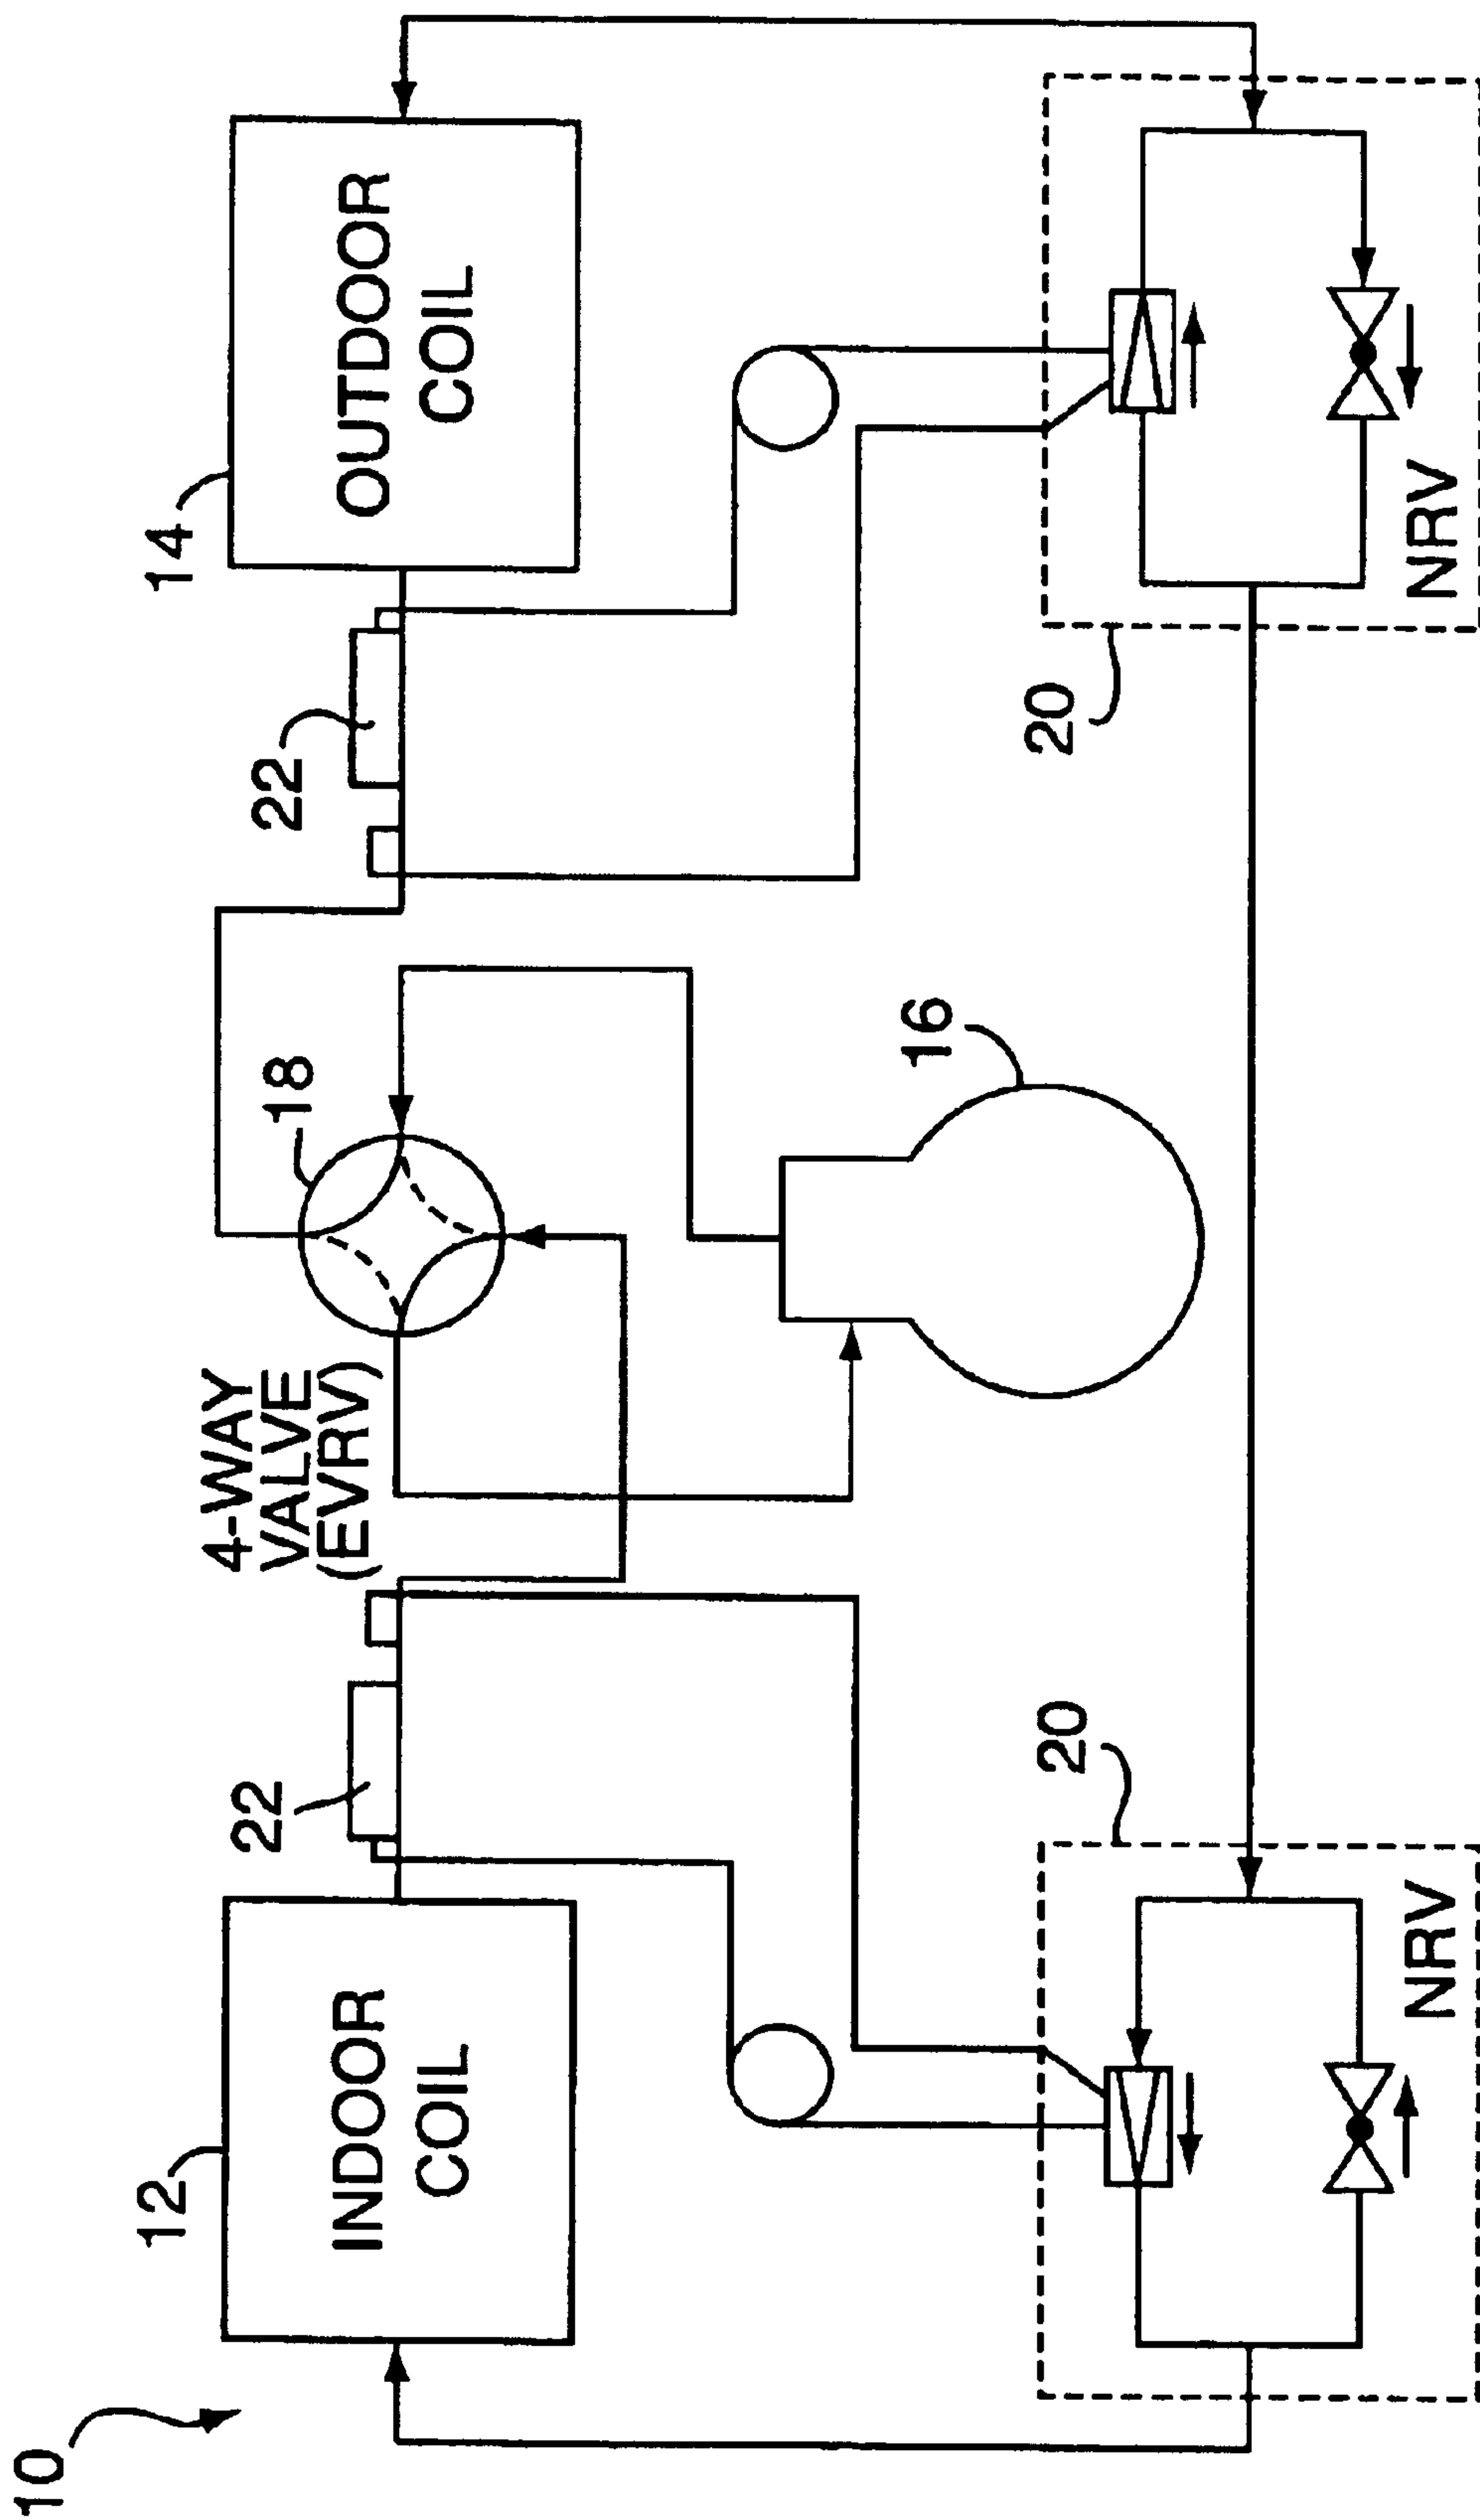 10
12
INDOOR
COIL
22
4-WAY
VALVE
(EVRV)
18
16
22
14
OUTDOOR
COIL
20
NRV
20
NRV